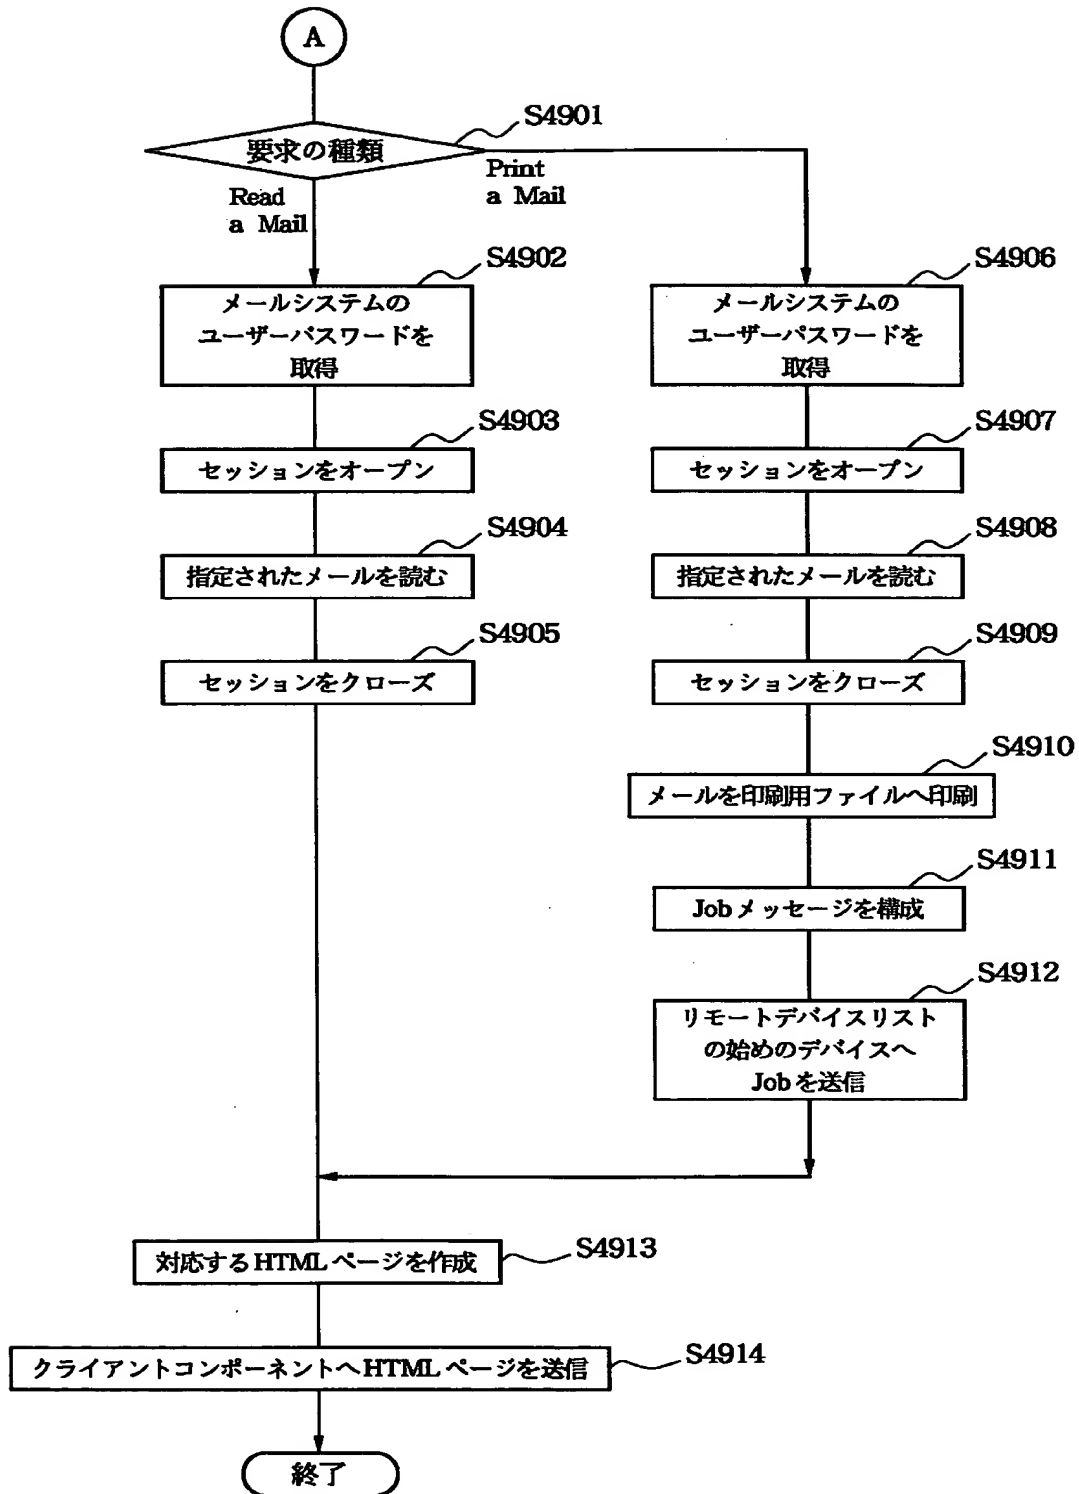 A
S4901
要求の種類
Print
a Mail
Read
a Mail
S4902
メールシステムの
ユーザーパスワードを
取得
S4903
セッションをオープン
S4904
指定されたメールを読む
S4905
セッションをクローズ
S4906
メールシステムの
ユーザーパスワードを
取得
S4907
セッションをオープン
S4908
指定されたメールを読む
S4909
セッションをクローズ
S4910
メールを印刷用ファイルへ印刷
S4911
Jobメッセージを構成
S4912
リモートデバイスリスト
の始めのデバイスへ
Jobを送信
対応するHTMLページを作成
S4913
クライアントコンポーネントへHTMLページを送信
S4914
終了